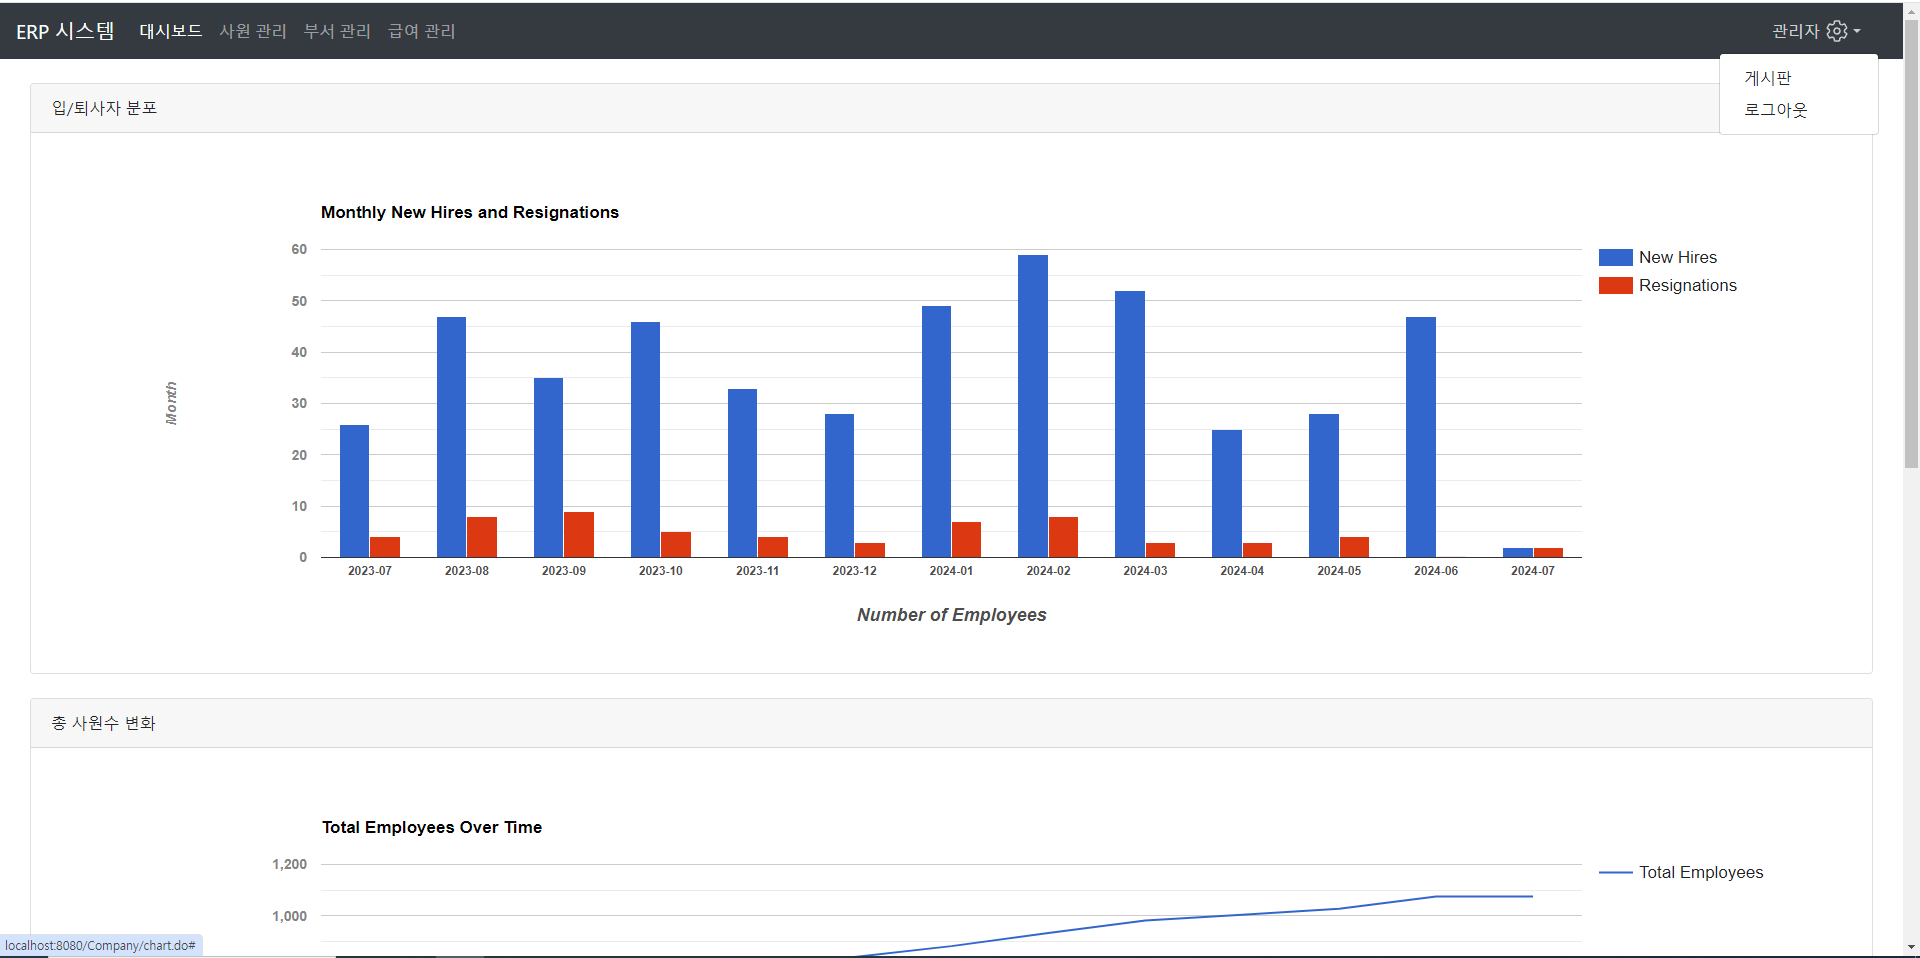 ERP 시스템 대시보드 사원 관리 부서 관리 급여 관리 관리자
게시판
로그아웃
입/퇴사자 분포
Monthly New Hires and Resignations
60
50
40
30
20
10
0
Month
New Hires
Resignations
2023-07 2023-08 2023-09 2023-10 2023-11 2023-12 2024-01 2024-02 2024-03 2024-04 2024-05 2024-06 2024-07
Number of Employees
총 사원수 변화
Total Employees Over Time
1,200
1,000
Total Employees
localhost:8080/Company/chart.do#